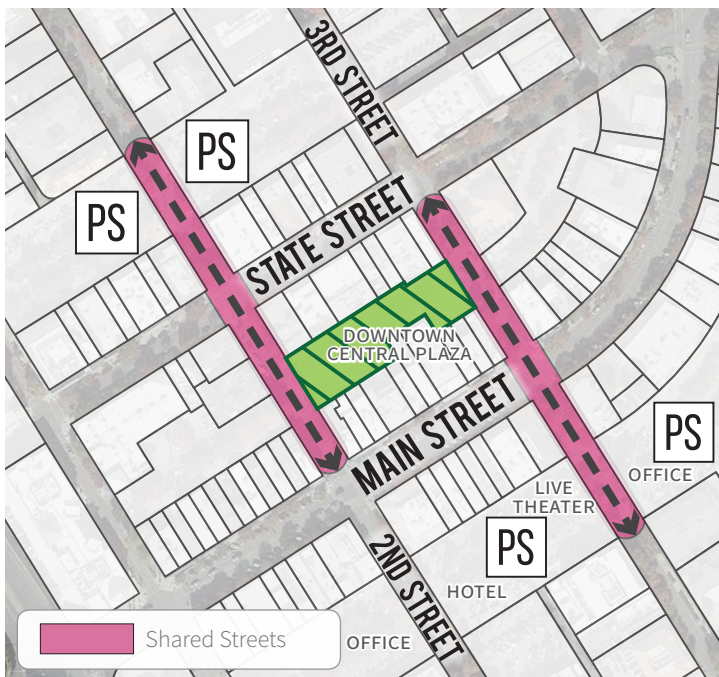 3RD STREET
PS
PS
STATE STREET
DOWNTOWN
CENTRAL PLAZA
MAIN STREET
PS
OFFICE
LIVE
THEATER
PS
2ND STREET
HOTEL
Shared Streets
OFFICE